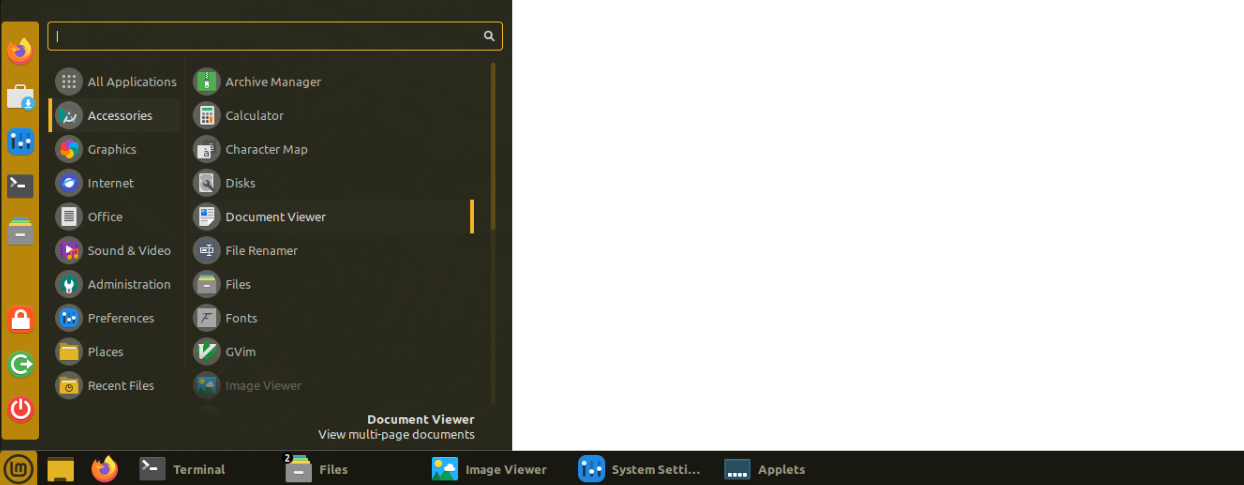 All Applications
Accessories
Graphics
Internet
Office
Sound & Video
Administration
Preferences
Places
Recent Files
Archive Manager
Calculator
Character Map
Disks
Document Viewer
File Renamer
Files
Fonts
GVim
Image Viewer
Document Viewer
View multi-page documents
Terminal
2
Files
Image Viewer
System Setti...
Applets